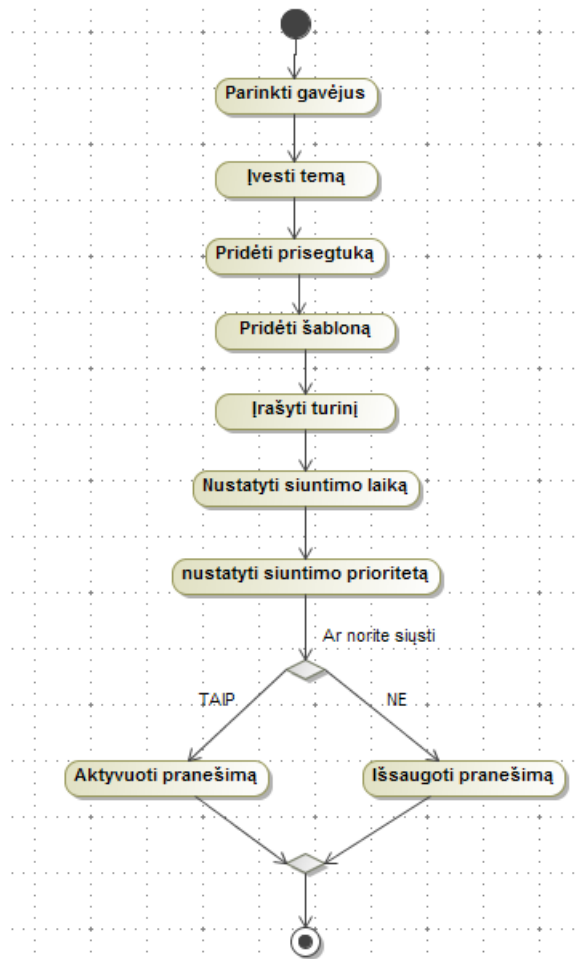 Parinkti gavėjus
Įvesti temą
Pridėti prisegtuką
Pridėti šabloną
Įrašyti turinį
Nustatyti siuntimo laiką
nustatyti siuntimo prioritetą
Ar norite siųsti
TAIP
NE
Aktyvuoti pranešimą
Išsaugoti pranešimą